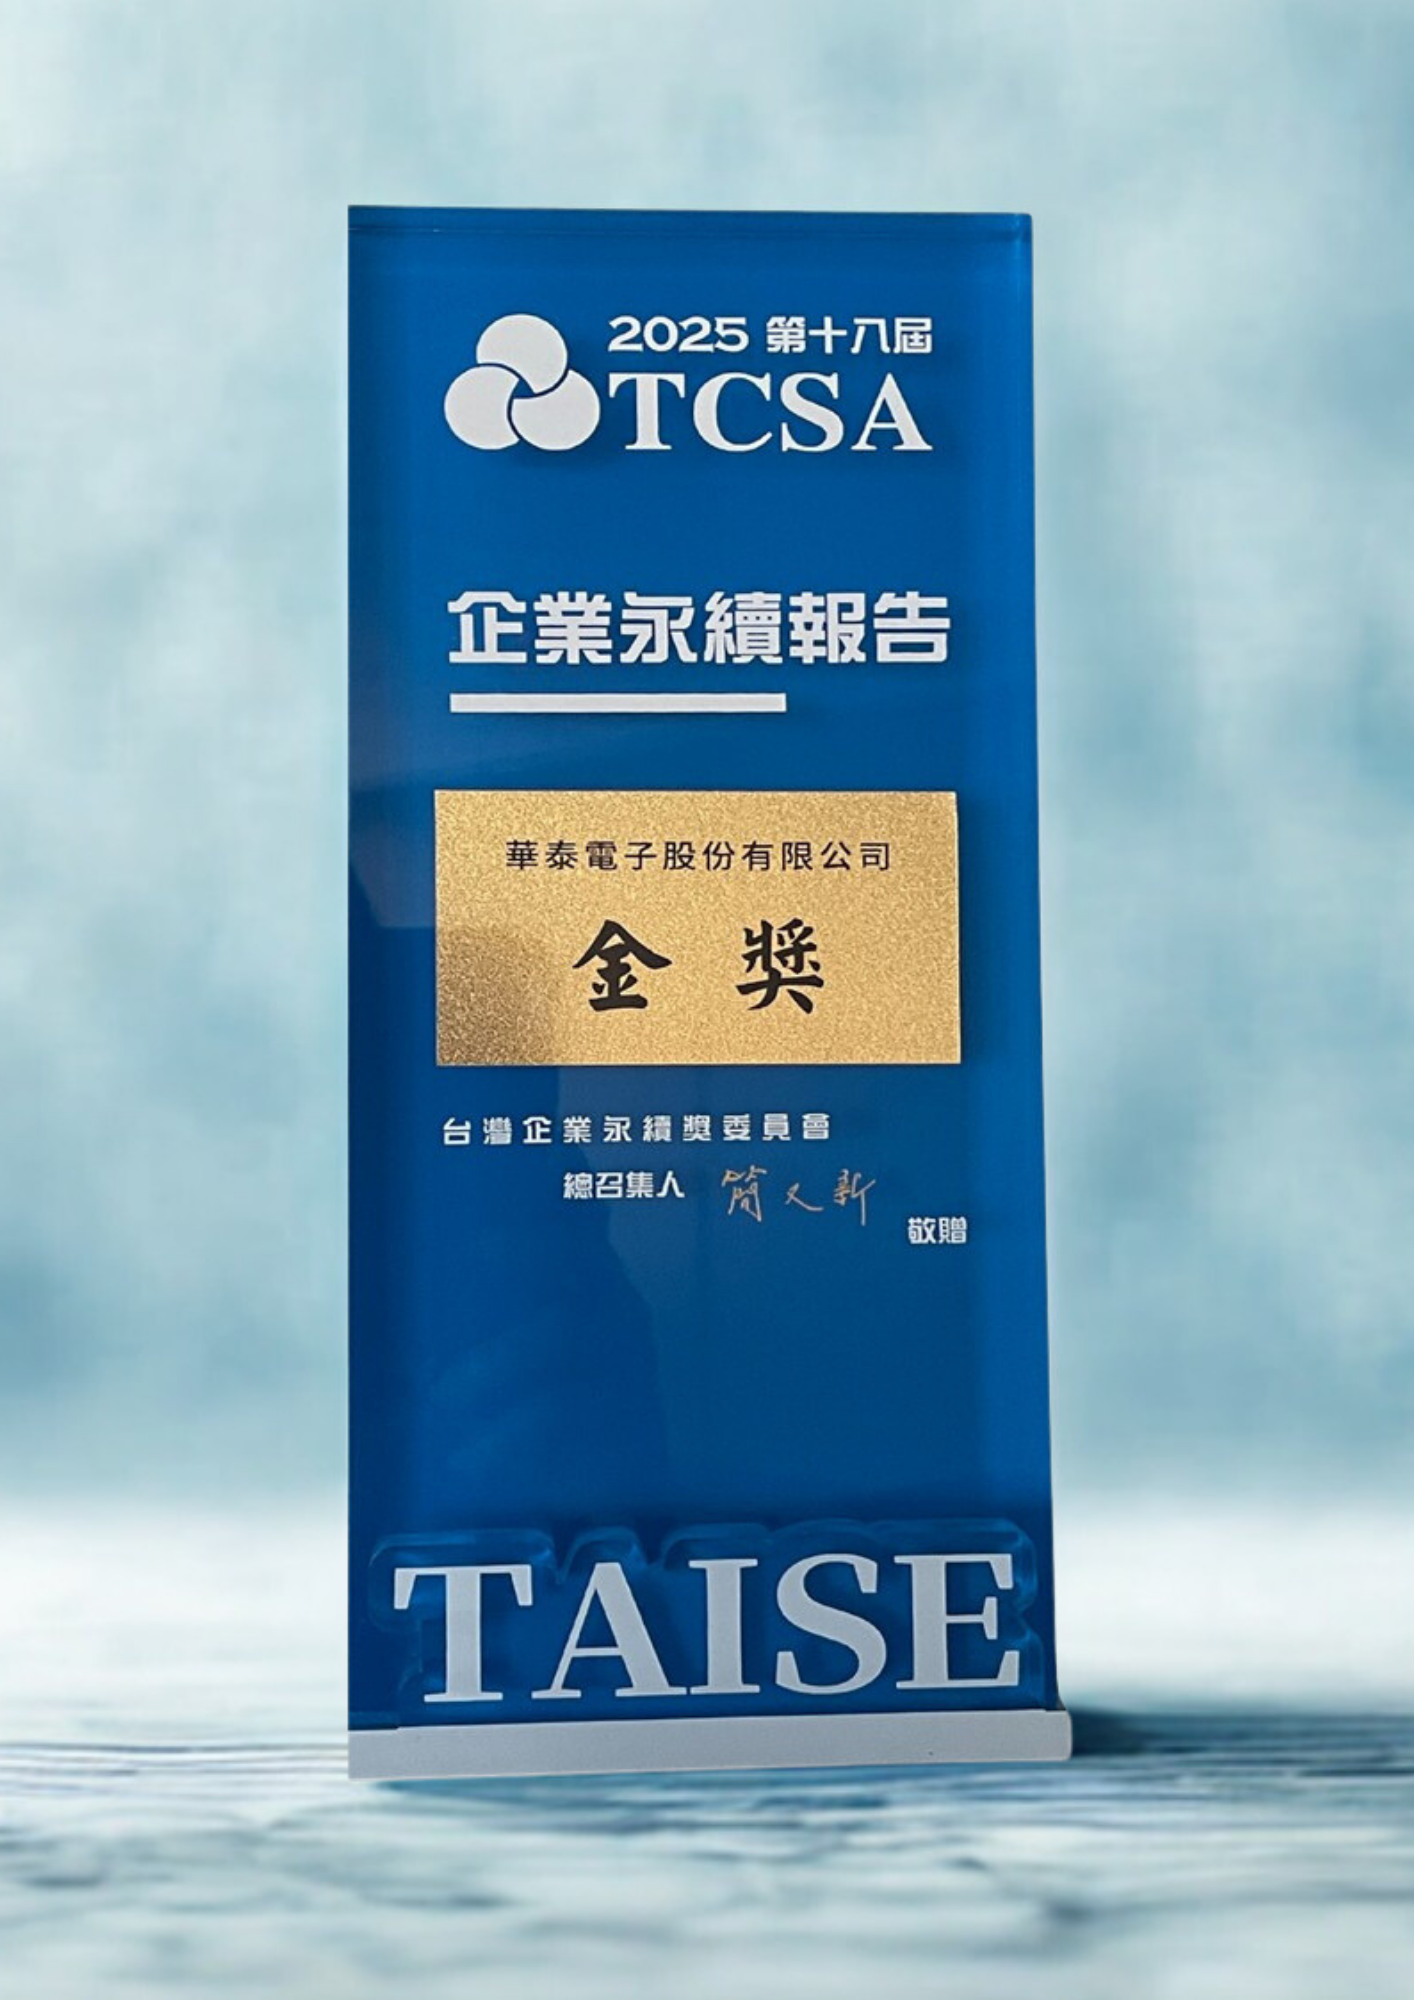 2025 第十八屆
TCSA
企業永續報告
華泰電子股份有限公司
金獎
台灣企業永續獎委員會
總召集人 簡又新
敬贈
TAISE